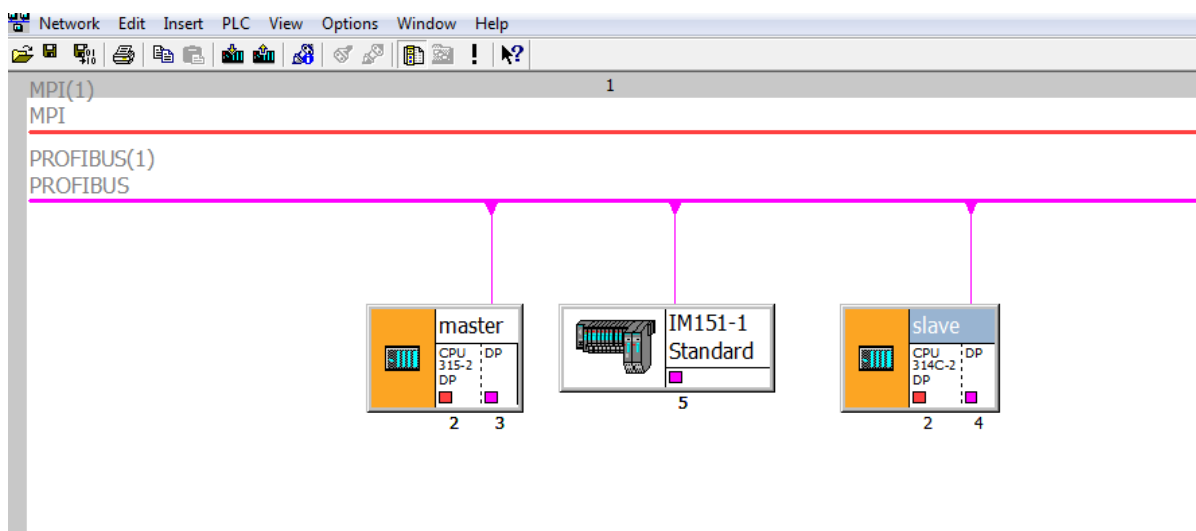 Network Edit Insert PLC View Options Window Help
MPI(1)
1
MPI
PROFIBUS(1)
PROFIBUS
master
CPU 315-2 DP
DP
2 3
IM151-1
Standard
5
slave
CPU 314C-2 DP
DP
2 4